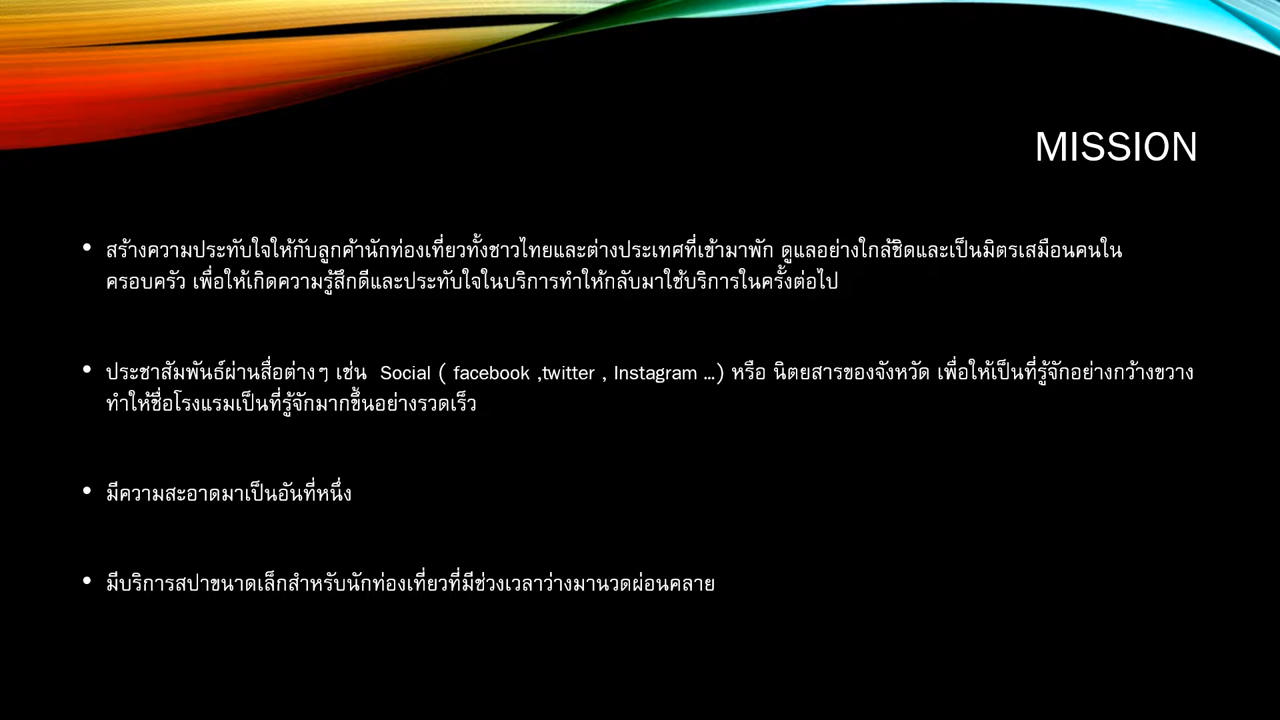 MISSION
• สร้างความประทับใจให้กับลูกค้านักท่องเที่ยวทั้งชาวไทยและต่างประเทศที่เข้ามาพัก ดูแลอย่างใกล้ชิดและเป็นมิตรเสมือนคนใน
ครอบครัว เพื่อให้เกิดความรู้สึกดีและประทับใจในบริการทำให้กลับมาใช้บริการในครั้งต่อไป
• ประชาสัมพันธ์ผ่านสื่อต่างๆ เช่น Social ( facebook ,twitter , Instagram ...) หรือ นิตยสารของจังหวัด เพื่อให้เป็นที่รู้จักอย่างกว้างขวาง
ทำให้ชื่อโรงแรมเป็นที่รู้จักมากขึ้นอย่างรวดเร็ว
• มีความสะอาดมาเป็นอันที่หนึ่ง
• มีบริการสปาขนาดเล็กสำหรับนักท่องเที่ยวที่มีช่วงเวลาว่างมานวดผ่อนคลาย